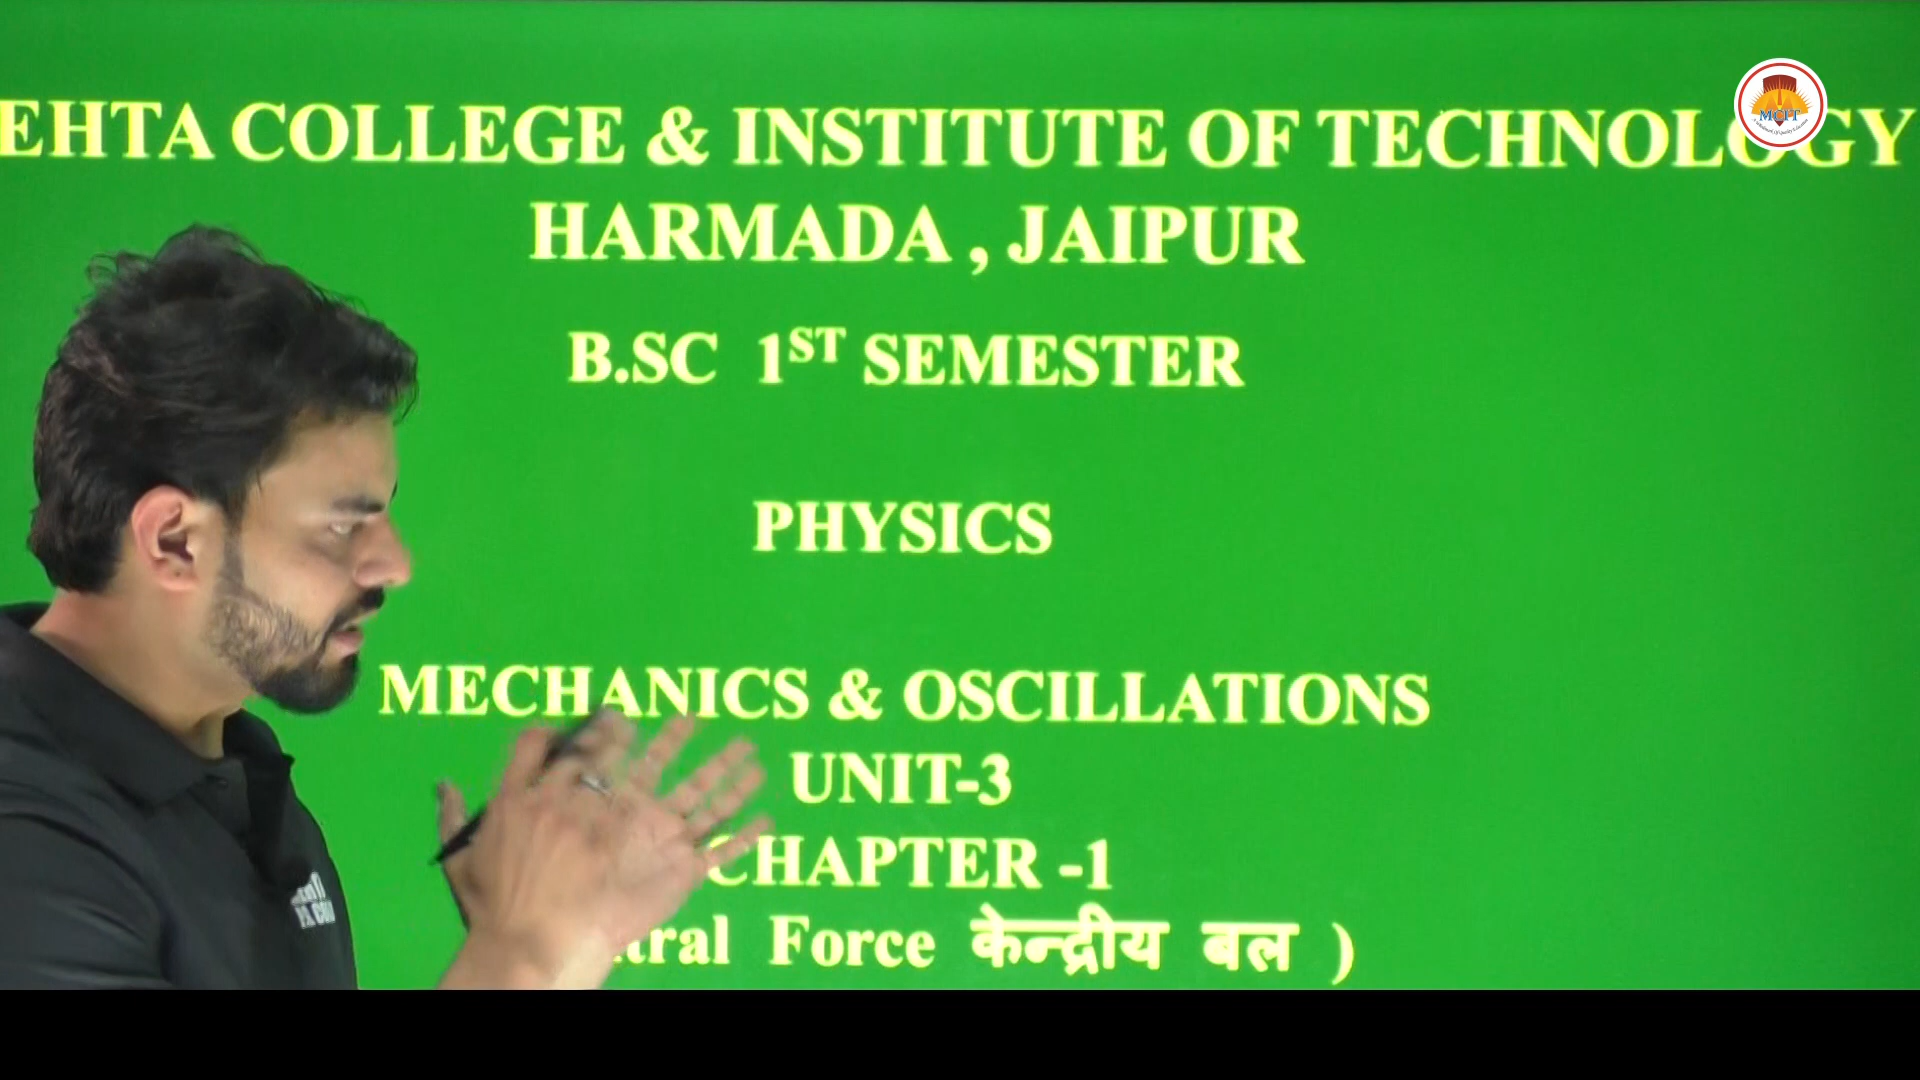 EHTA COLLEGE & INSTITUTE OF TECHNOLOGY
MCIT
HARMADA , JAIPUR
B.SC 1ST SEMESTER
PHYSICS
MECHANICS & OSCILLATIONS
UNIT-3
CHAPTER -1
tral Force केन्द्रीय बल )